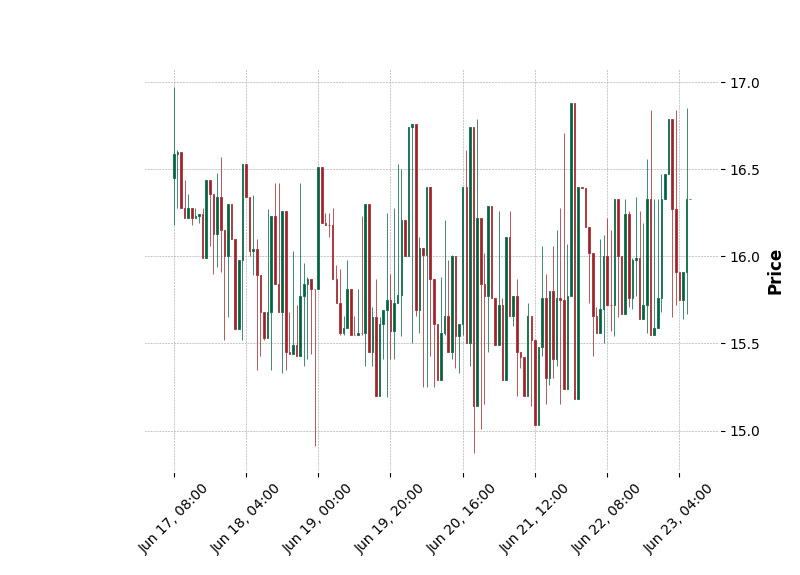 17.0
16.5
16.0
15.5
15.0
Price
Jun 17, 08:00
Jun 18, 04:00
Jun 19, 00:00
Jun 19, 20:00
Jun 20, 16:00
Jun 21, 12:00
Jun 22, 08:00
Jun 23, 04:00